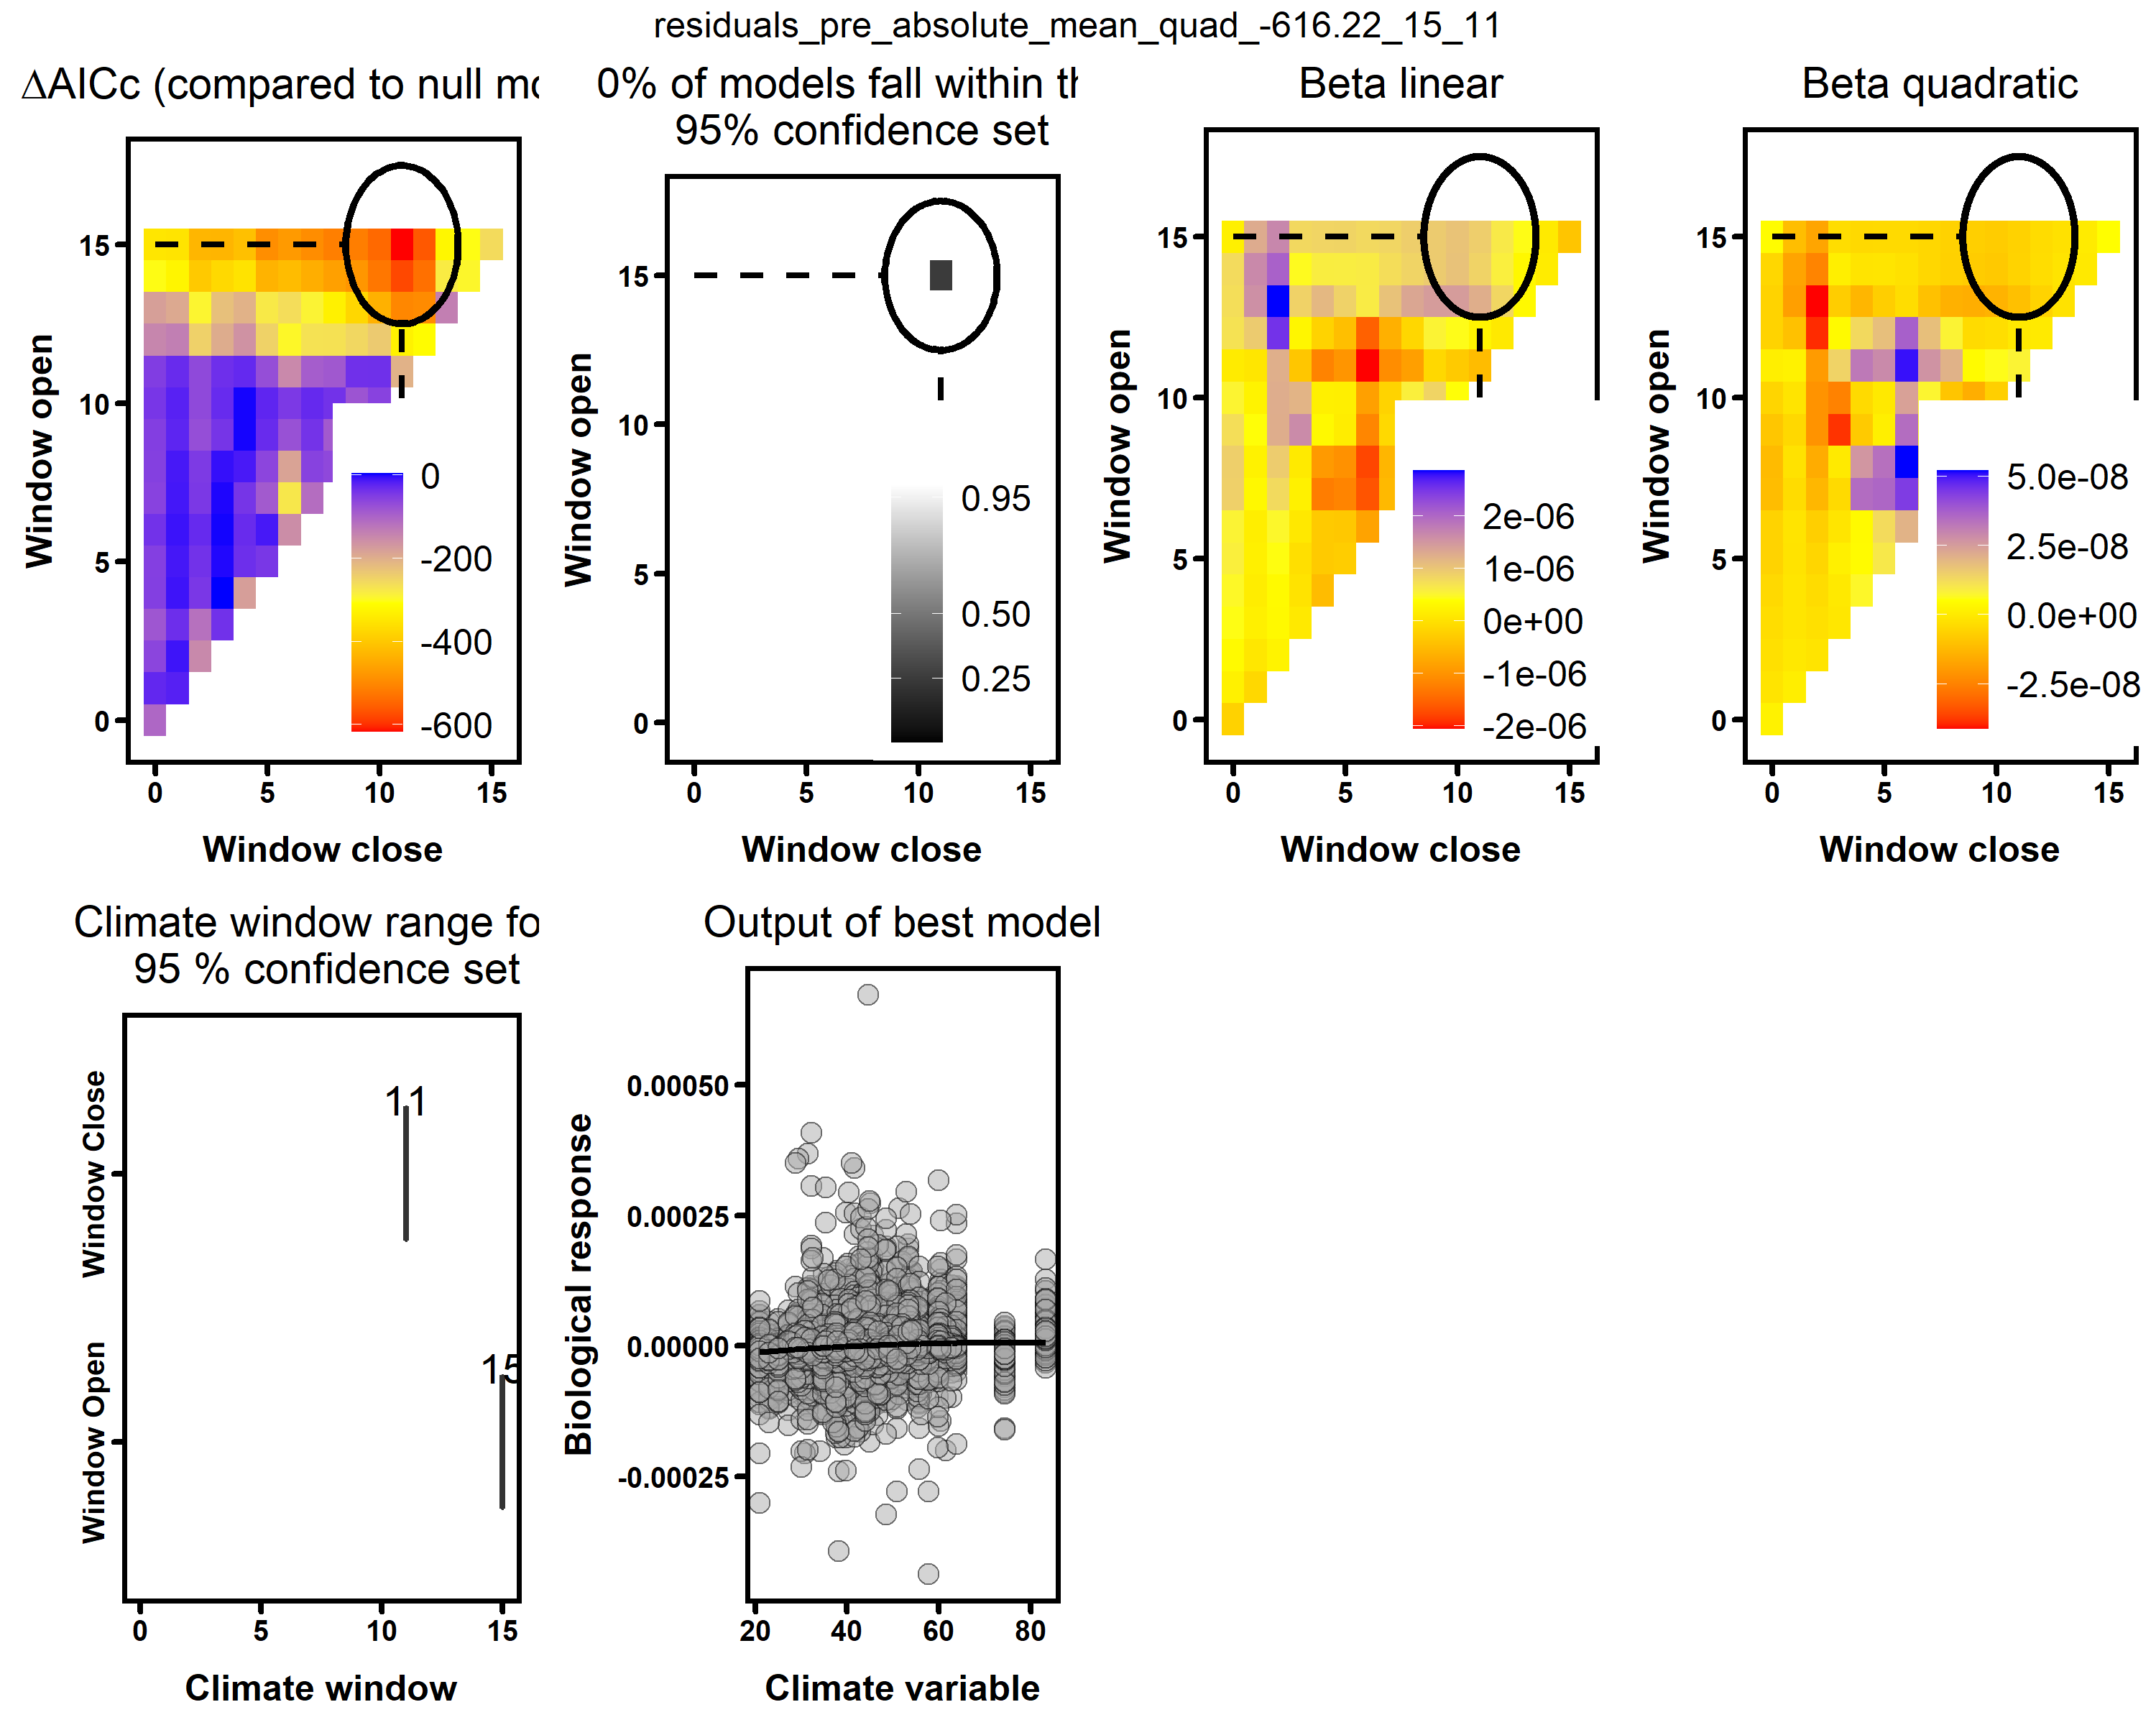 residuals_pre_absolute_mean_quad_-616.22_15_11
ΔAICc (compared to null mo
Window open
15
10
5
0
0
-200
-400
-600
0 5 10 15
Window close
0% of models fall within th
95% confidence set
Window open
15
10
5
0
0.95
0.50
0.25
0 5 10 15
Window close
Beta linear
Window open
15
10
5
0
2e-06
1e-06
0e+00
-1e-06
-2e-06
0 5 10 15
Window close
Beta quadratic
Window open
15
10
5
0
5.0e-08
2.5e-08
0.0e+00
-2.5e-08
0 5 10 15
Window close
Climate window range fo
95 % confidence set
Window Close
Window Open
11
15
0 5 10 15
Climate window
Output of best model
Biological response
0.00050
0.00025
0.00000
-0.00025
20 40 60 80
Climate variable